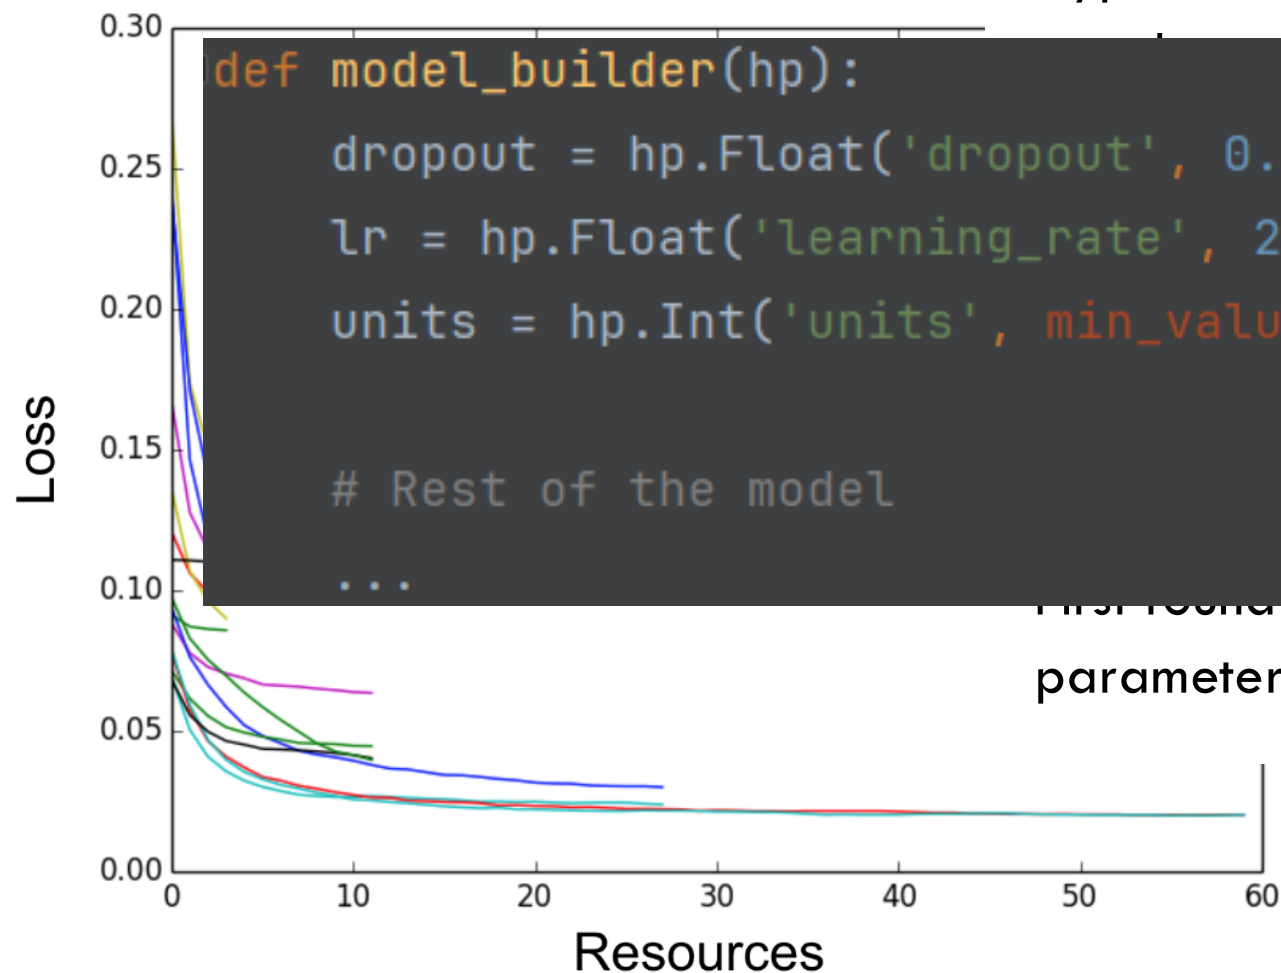 0.30
def model_builder(hp):
0.25
dropout = hp.Float('dropout', 0.
lr = hp.Float('learning_rate', 2
0.20
units = hp.Int('units', min_valu
Loss
0.15
# Rest of the model
0.10
...
First round
parameter
0.05
0.00
0 10 20 30 40 50 60
Resources